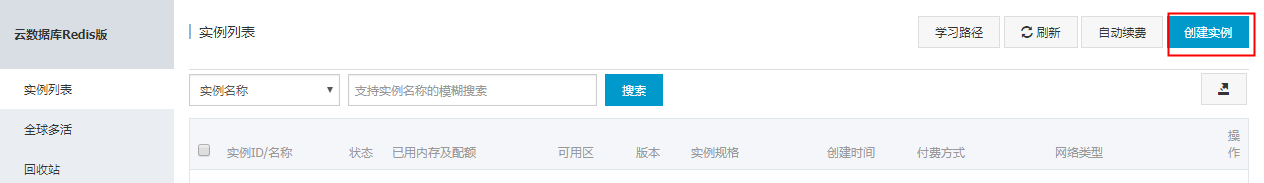 云数据库Redis版
实例列表
全球多活
回收站
实例列表
学习路径 刷新 自动续费 创建实例
实例名称 支持实例名称的模糊搜索 搜索
实例ID/名称 状态 已用内存及配额 可用区 版本 实例规格 创建时间 付费方式 网络类型 操
作